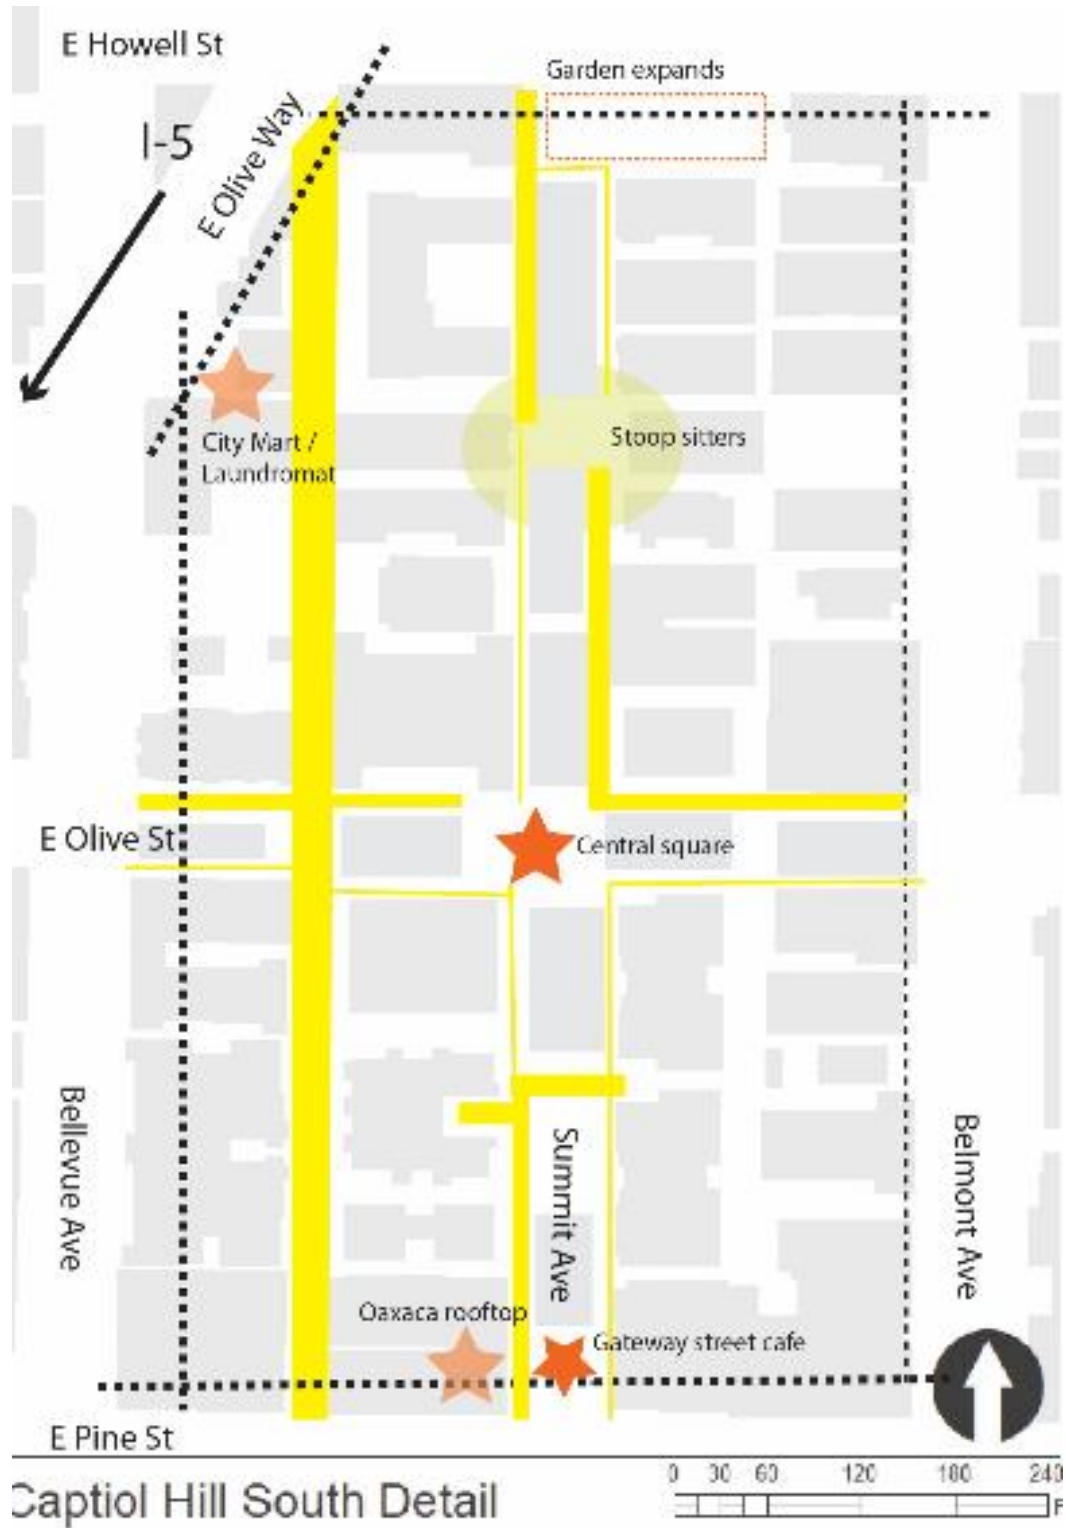 E Howell St
Garden expands
I-5
E Olive Way
City Mart /
Laundromat
Stoop sitters
E Olive St
Central square
Bellevue Ave
Summit Ave
Belmont Ave
Oaxaca rooftop
Gateway street cafe
E Pine St
Captiol Hill South Detail
0 30 60 120 180 240
F